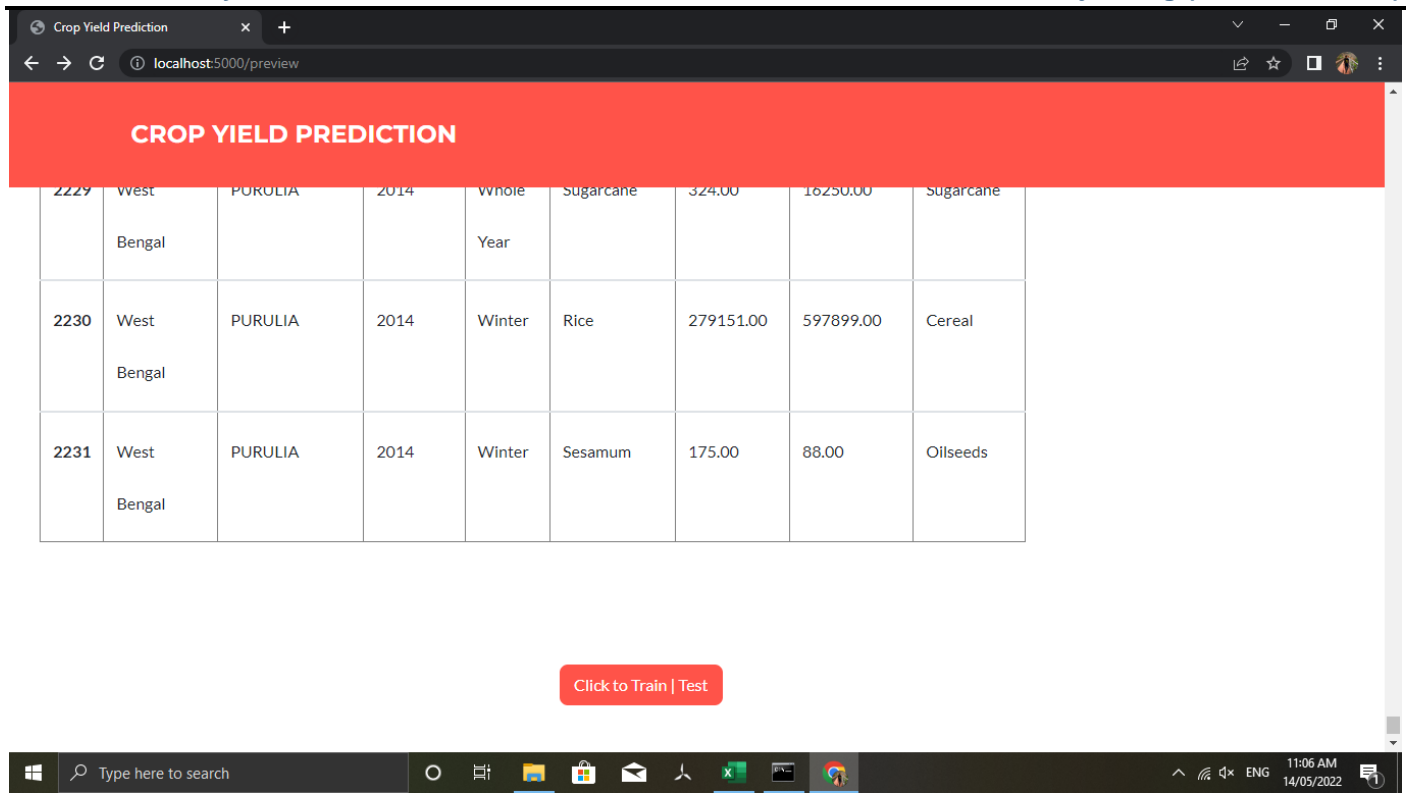 Crop Yield Prediction
localhost:5000/preview
CROP YIELD PREDICTION
2229 West PURULIA 2014 Whole Sugarcane 324.00 16250.00 Sugarcane
Bengal Year
2230 West PURULIA 2014 Winter Rice 279151.00 597899.00 Cereal
Bengal
2231 West PURULIA 2014 Winter Sesamum 175.00 88.00 Oilseeds
Bengal
Click to Train | Test
Type here to search
ENG
11:06 AM
14/05/2022
1